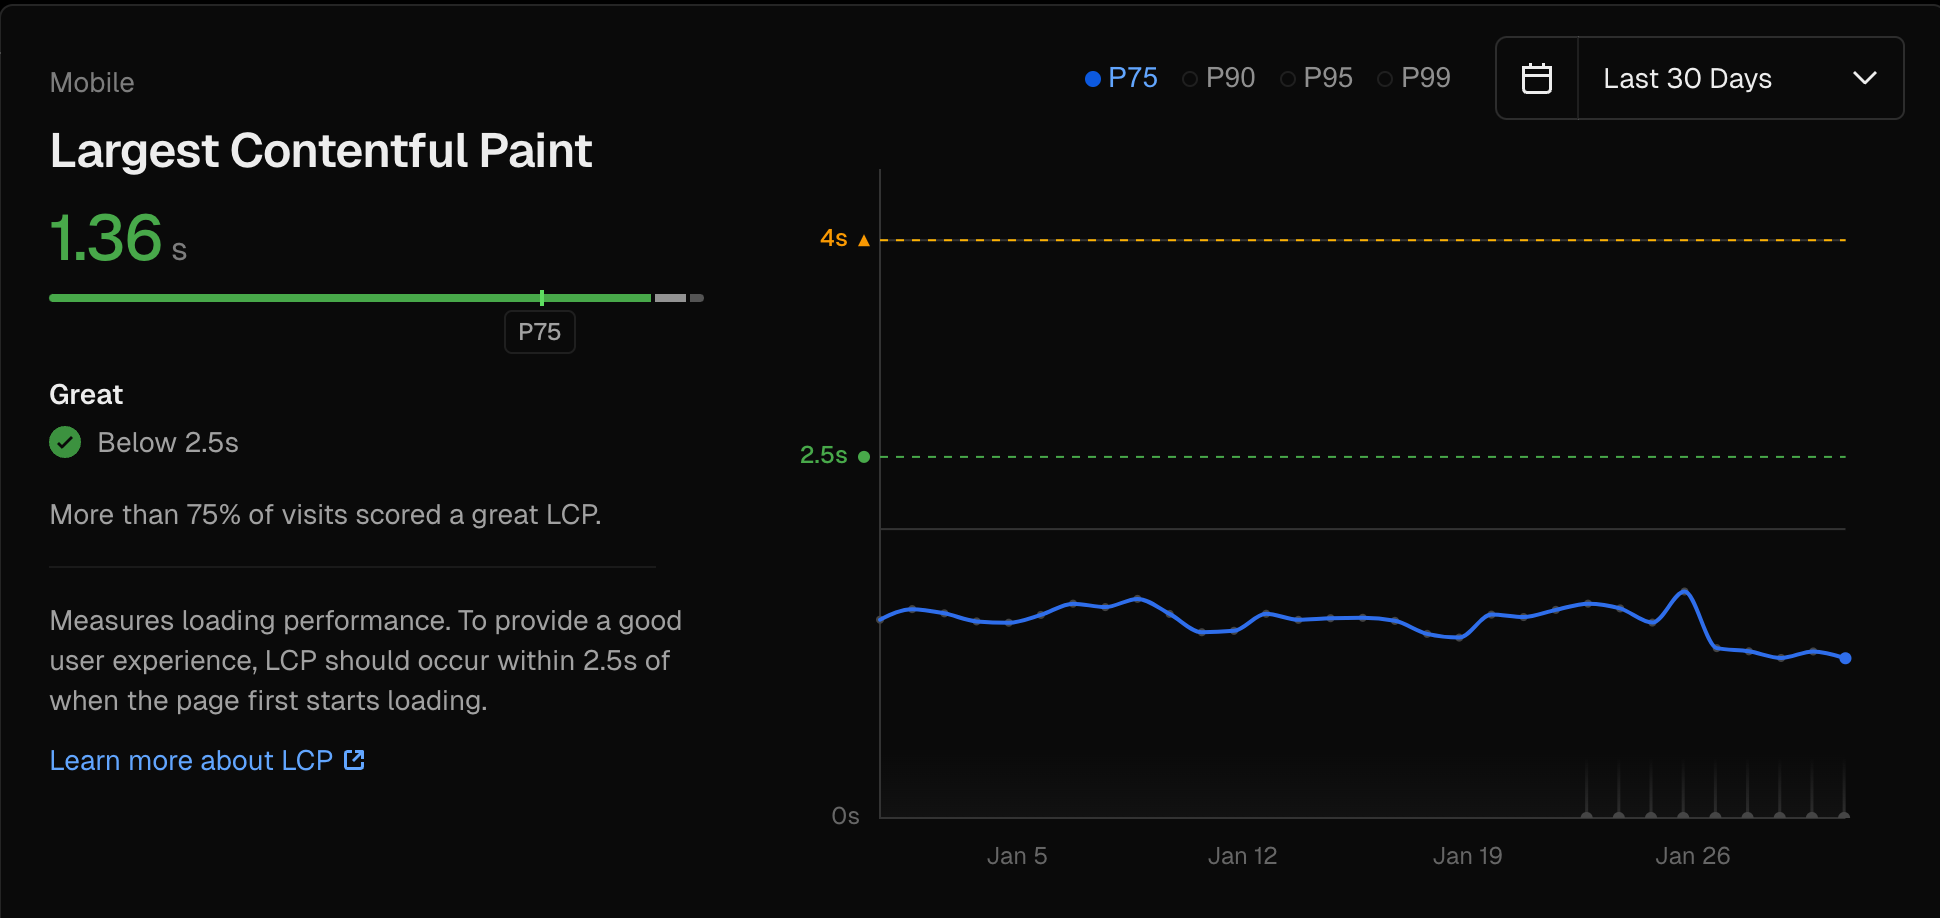 Mobile
Largest Contentful Paint
1.36 s
P75
Great
Below 2.5s
More than 75% of visits scored a great LCP.
Measures loading performance. To provide a good
user experience, LCP should occur within 2.5s of
when the page first starts loading.
Learn more about LCP
P75 P90 P95 P99
Last 30 Days
4s
2.5s
0s
Jan 5 Jan 12 Jan 19 Jan 26